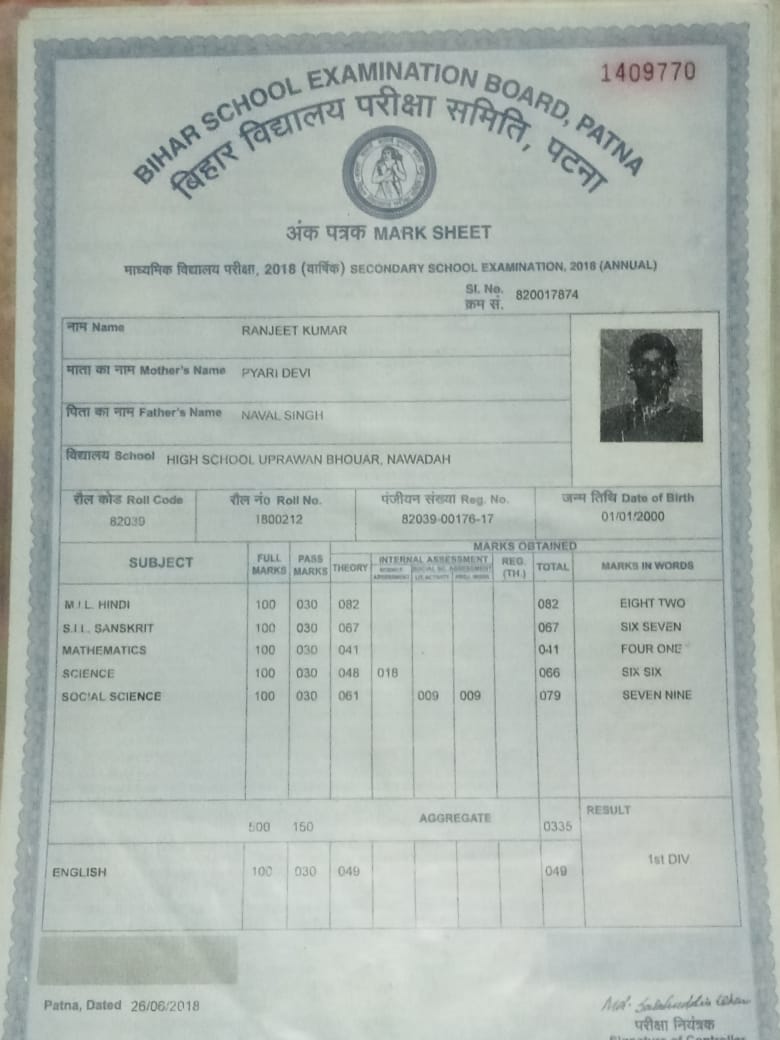 1409770
BIHAR SCHOOL EXAMINATION BOARD, PATNA
बिहार विद्यालय परीक्षा समिति, पटना
अंक पत्रक MARK SHEET
माध्यमिक विद्यालय परीक्षा, 2018 (वार्षिक) SECONDARY SCHOOL EXAMINATION, 2018 (ANNUAL)
Sl. No.
क्रम सं. 820017874
नाम Name RANJEET KUMAR
माता का नाम Mother's Name PYARI DEVI
पिता का नाम Father's Name NAVAL SINGH
विद्यालय School HIGH SCHOOL UPRAWAN BHOUAR, NAWADAH
रौल कोड Roll Code रौल नं० Roll No. पंजीयन संख्या Reg. No. जन्म तिथि Date of Birth
82039 1800212 82039-00176-17 01/01/2000
MARKS OBTAINED
SUBJECT FULL MARKS PASS MARKS THEORY INTERNAL ASSESSMENT REG. (TH.) TOTAL MARKS IN WORDS
M.I.L. HINDI 100 030 082 082 EIGHT TWO
S.I.L. SANSKRIT 100 030 067 067 SIX SEVEN
MATHEMATICS 100 030 041 041 FOUR ONE
SCIENCE 100 030 048 018 066 SIX SIX
SOCIAL SCIENCE 100 030 061 009 009 079 SEVEN NINE
500 150 AGGREGATE 0335 RESULT
1st DIV
ENGLISH 100 030 049 049
Patna, Dated 26/06/2018
परीक्षा नियंत्रक